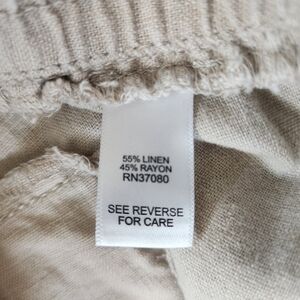 55% LINEN
45% RAYON
RN37080
SEE REVERSE
FOR CARE